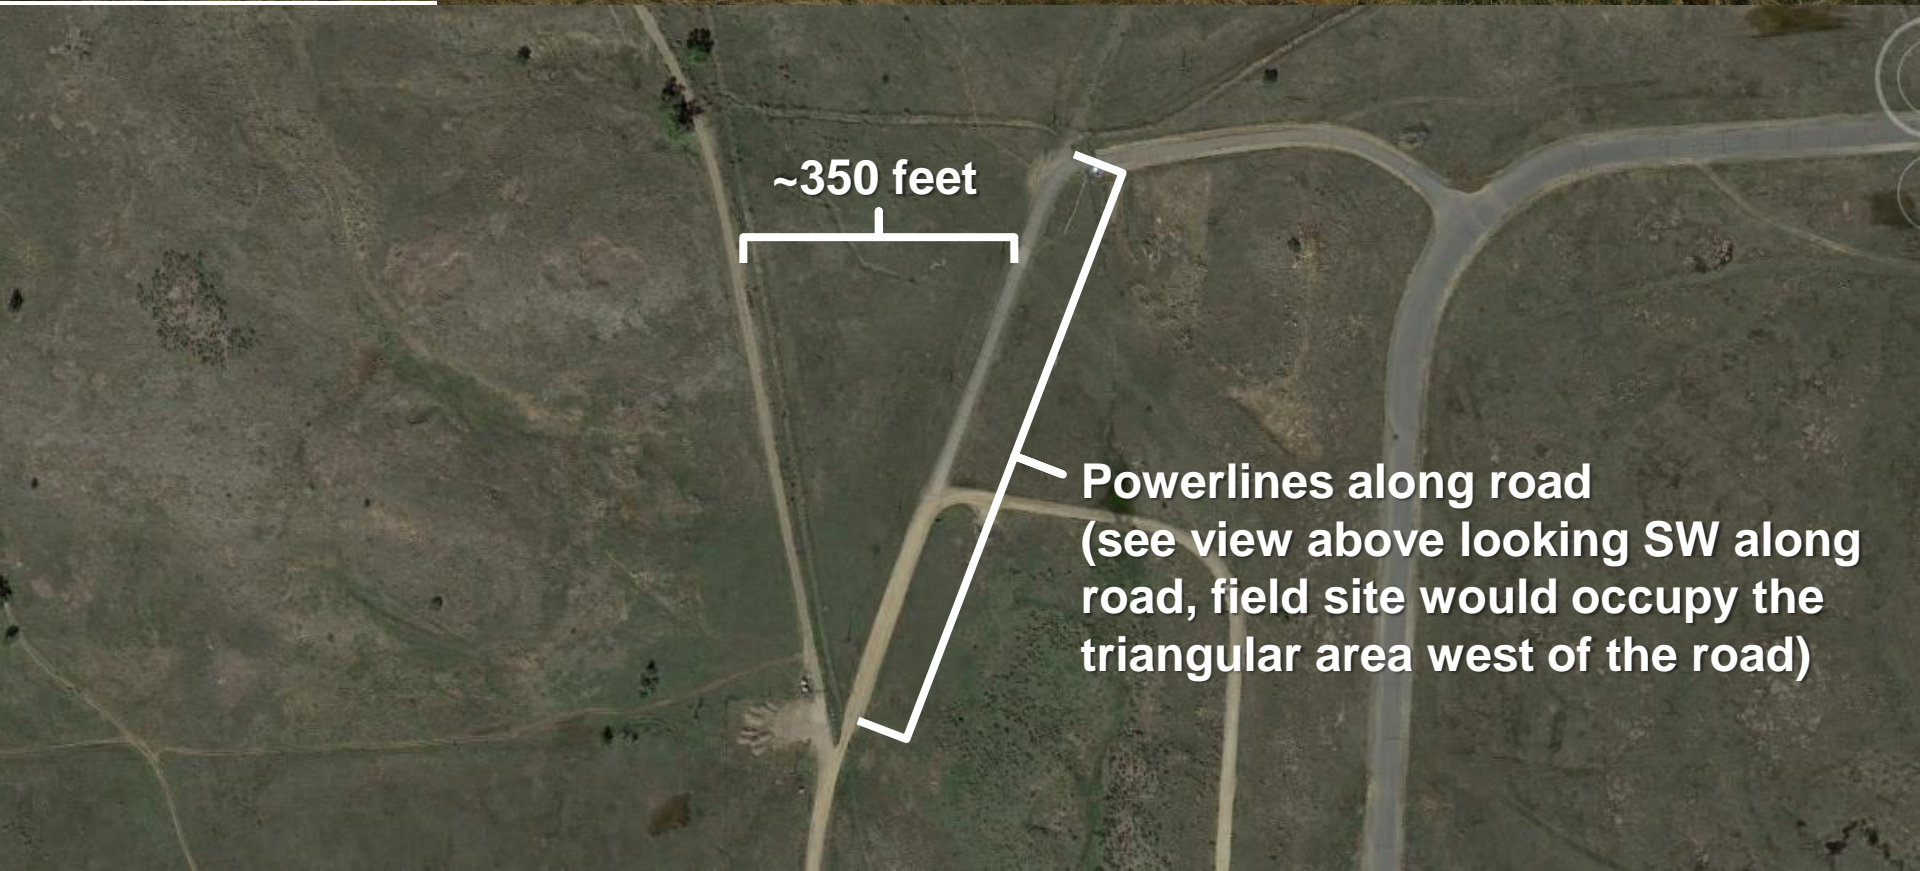 ~350 feet
Powerlines along road
(see view above looking SW along
road, field site would occupy the
triangular area west of the road)